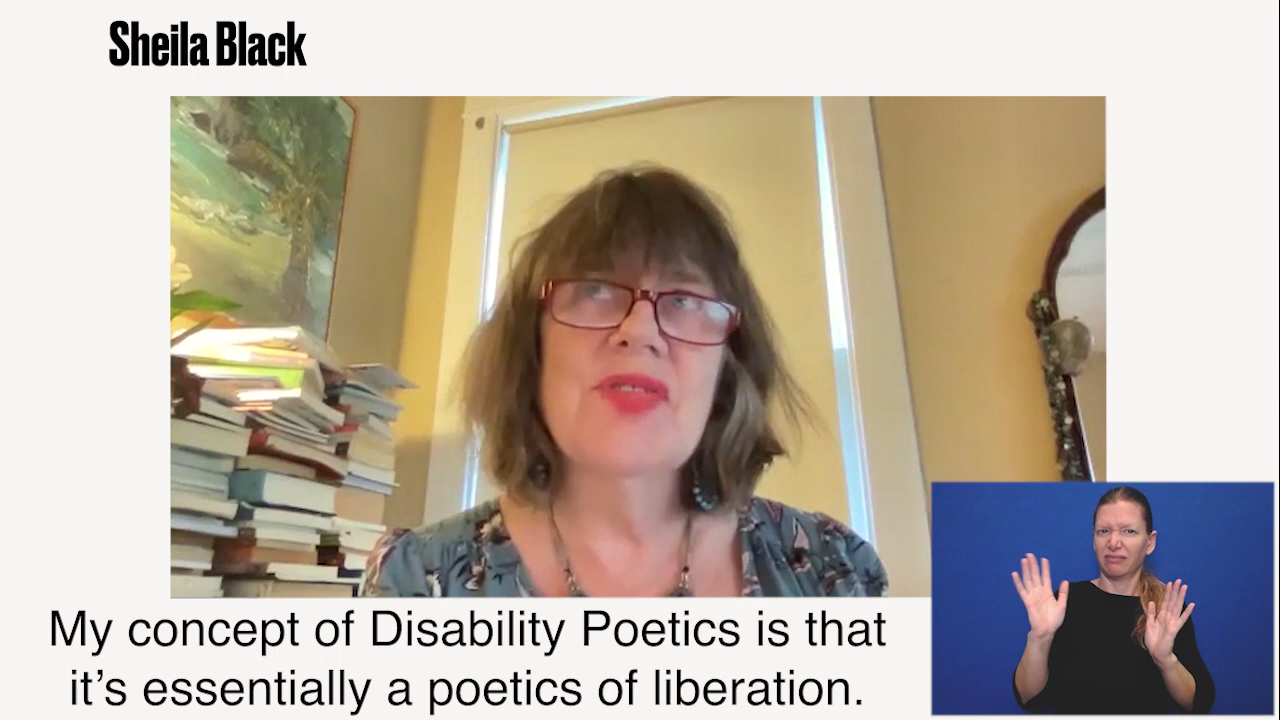 Sheila Black
My concept of Disability Poetics is that
it’s essentially a poetics of liberation.